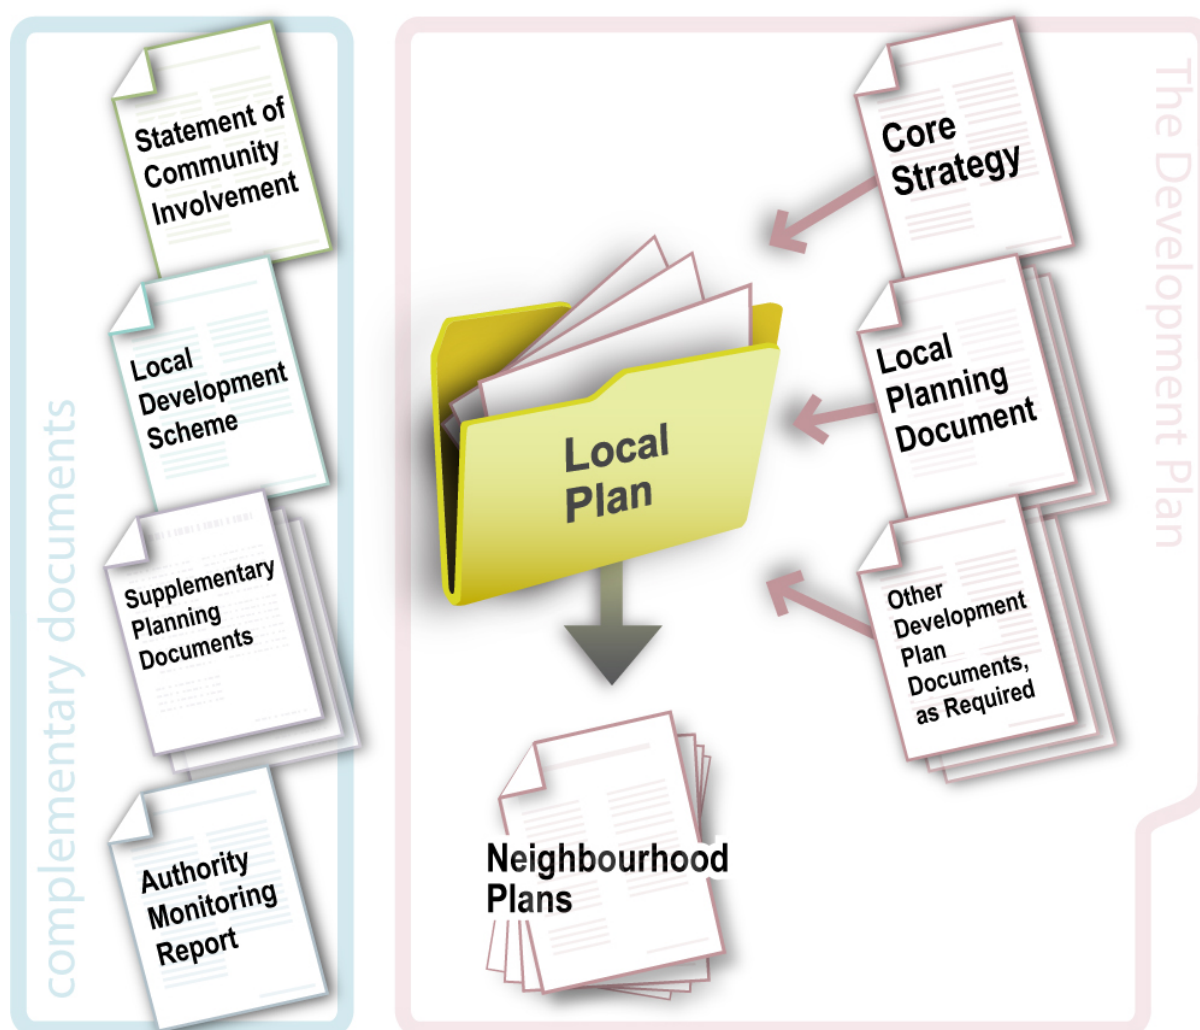 complementary documents
Statement of
Community
Involvement
Local
Development
Scheme
Supplementary
Planning
Documents
Authority
Monitoring
Report
The Development Plan
Core
Strategy
Local
Planning
Document
Other
Development
Plan
Documents,
as Required
Local
Plan
Neighbourhood
Plans